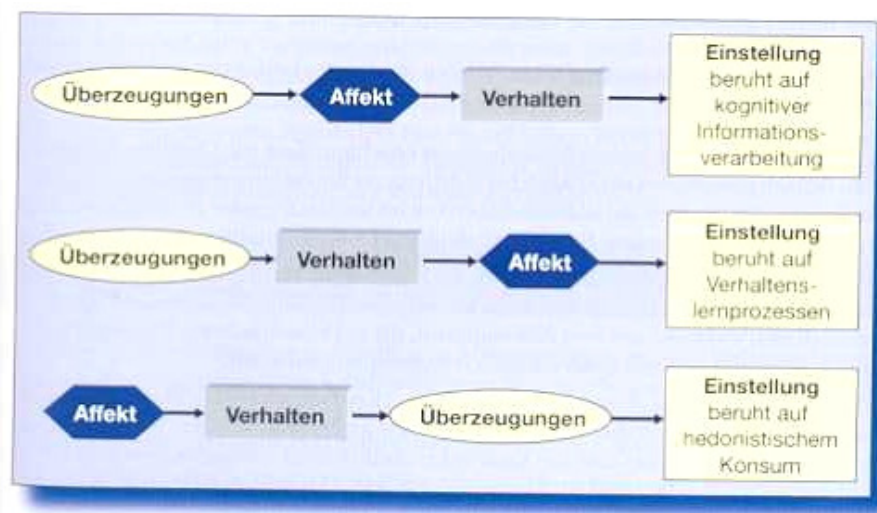 Überzeugungen
Affekt
Verhalten
Einstellung
beruht auf
kognitiver
Informations-
verarbeitung
Überzeugungen
Verhalten
Affekt
Einstellung
beruht auf
Verhaltens-
lernprozessen
Affekt
Verhalten
Überzeugungen
Einstellung
beruht auf
hedonistischem
Konsum